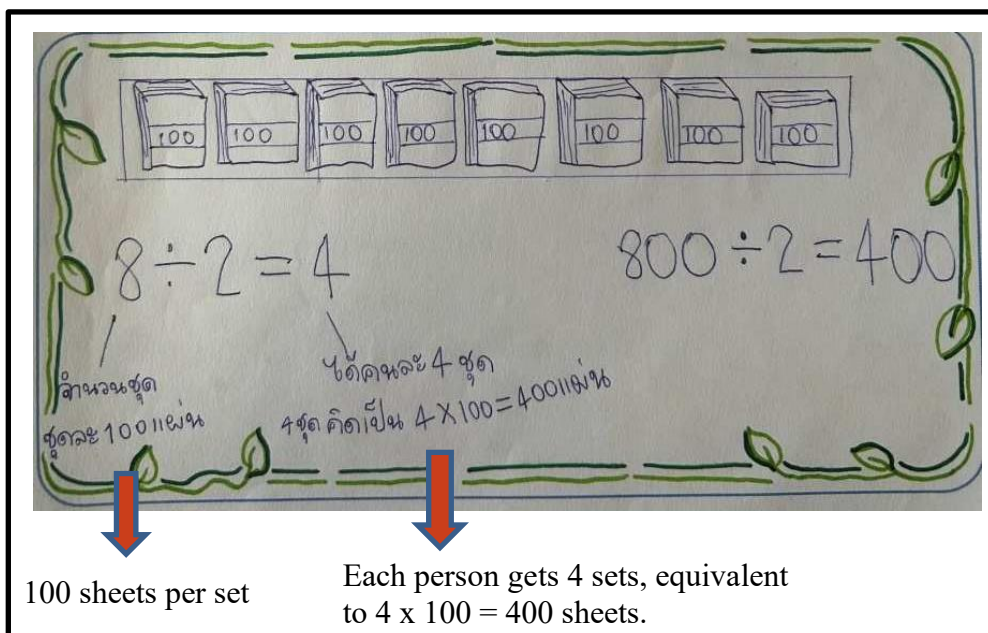 100 100 100 100 100 100 100 100
8 ÷ 2 = 4
800 ÷ 2 = 400
จำนวนชุด
ชุดละ 100 แผ่น
ได้คนละ 4 ชุด
4 ชุด คิดเป็น 4 X 100 = 400 แผ่น
100 sheets per set
Each person gets 4 sets, equivalent
to 4 x 100 = 400 sheets.